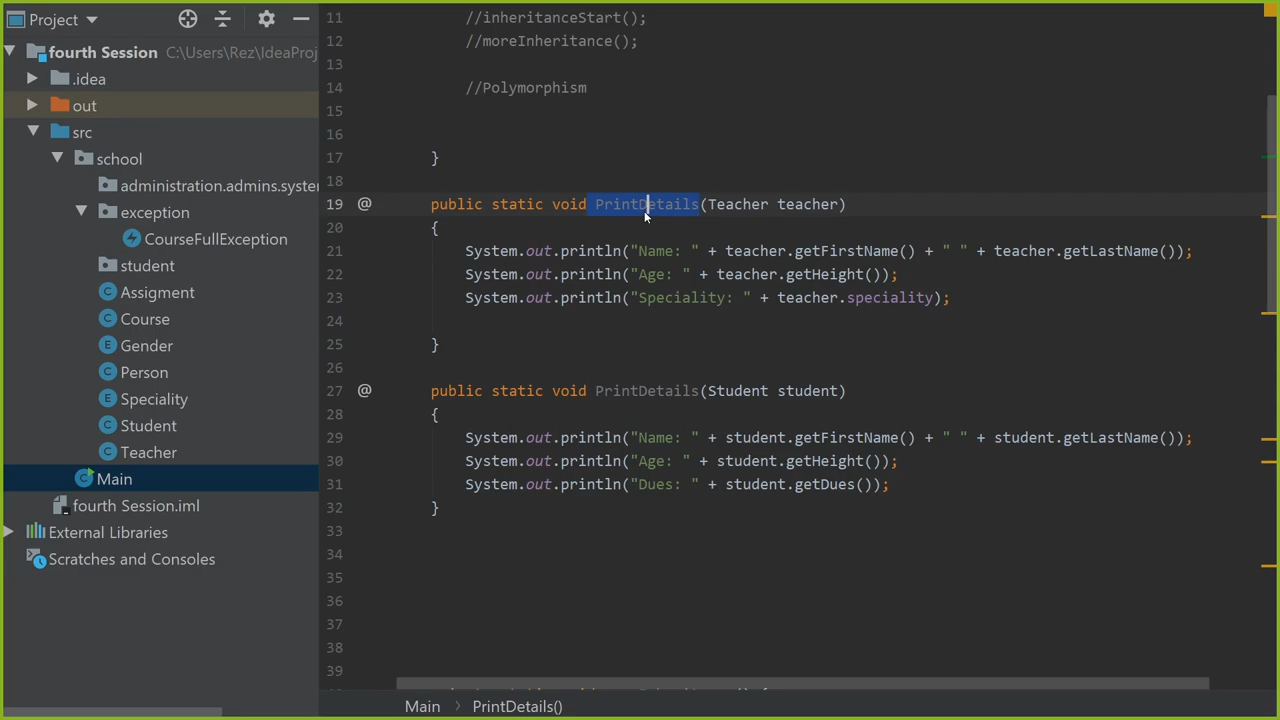 Project
fourth Session C:\Users\Rez\IdeaProj
.idea
out
src
school
administration.admins.syste
exception
CourseFullException
student
Assigment
Course
Gender
Person
Speciality
Student
Teacher
Main
fourth Session.iml
External Libraries
Scratches and Consoles
11 //inheritanceStart();
12 //moreInheritance();
13
14 //Polymorphism
15
16
17 }
18
19 @ public static void PrintDetails(Teacher teacher)
20 {
21 System.out.println("Name: " + teacher.getFirstName() + " " + teacher.getLastName());
22 System.out.println("Age: " + teacher.getHeight());
23 System.out.println("Speciality: " + teacher.speciality);
24
25 }
26
27 @ public static void PrintDetails(Student student)
28 {
29 System.out.println("Name: " + student.getFirstName() + " " + student.getLastName());
30 System.out.println("Age: " + student.getHeight());
31 System.out.println("Dues: " + student.getDues());
32 }
33
34
35
36
37
38
39
Main > PrintDetails()